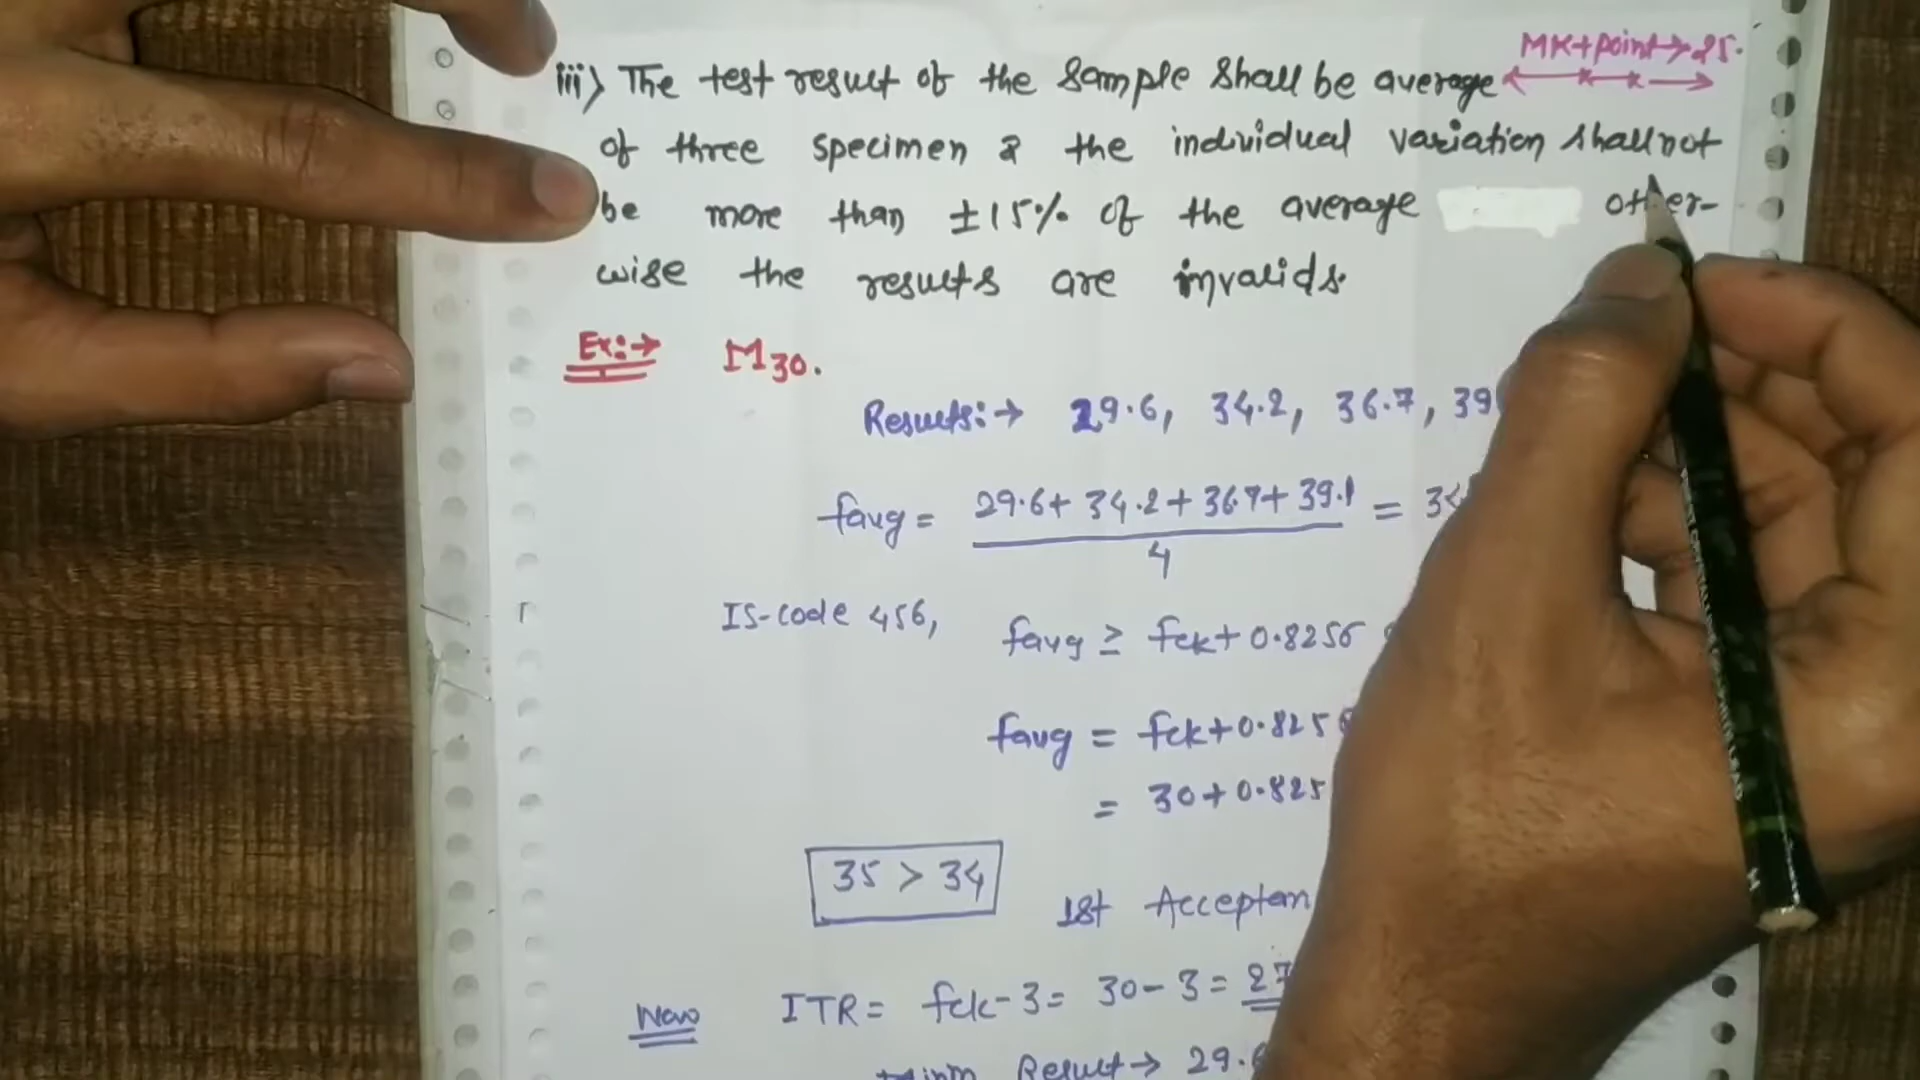 MK+point→25.
iii) The test result of the sample shall be average
of three specimen & the individual variation shall not
be more than ±15% of the average other-
wise the results are invalids.
Ex:→ M30.
Results:→ 29.6, 34.2, 36.7, 39
favg = 29.6+ 34.2+ 36.7+ 39.1 / 4 = 34
IS-code 456, favg ≥ fck+ 0.825σ
favg = fck+0.825
= 30+0.825
35 > 34 1st Acceptan
Now ITR= fck-3= 30-3= 27
Result→ 29.6